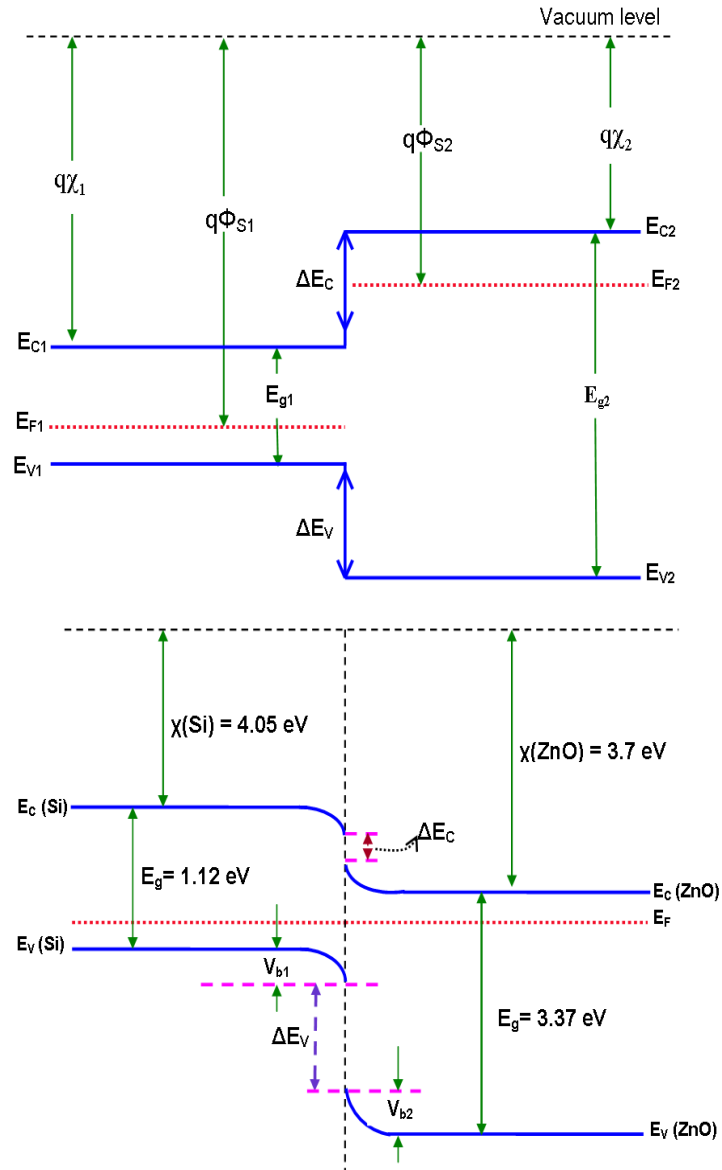 Vacuum level
qΦS2
qχ2
qχ1
qΦS1
EC2
ΔEC
EF2
EC1
Eg1
Eg2
EF1
EV1
ΔEV
EV2
χ(Si) = 4.05 eV
χ(ZnO) = 3.7 eV
EC (Si)
ΔEC
Eg= 1.12 eV
EC (ZnO)
EF
EV (Si)
Vb1
Eg= 3.37 eV
ΔEV
Vb2
EV (ZnO)